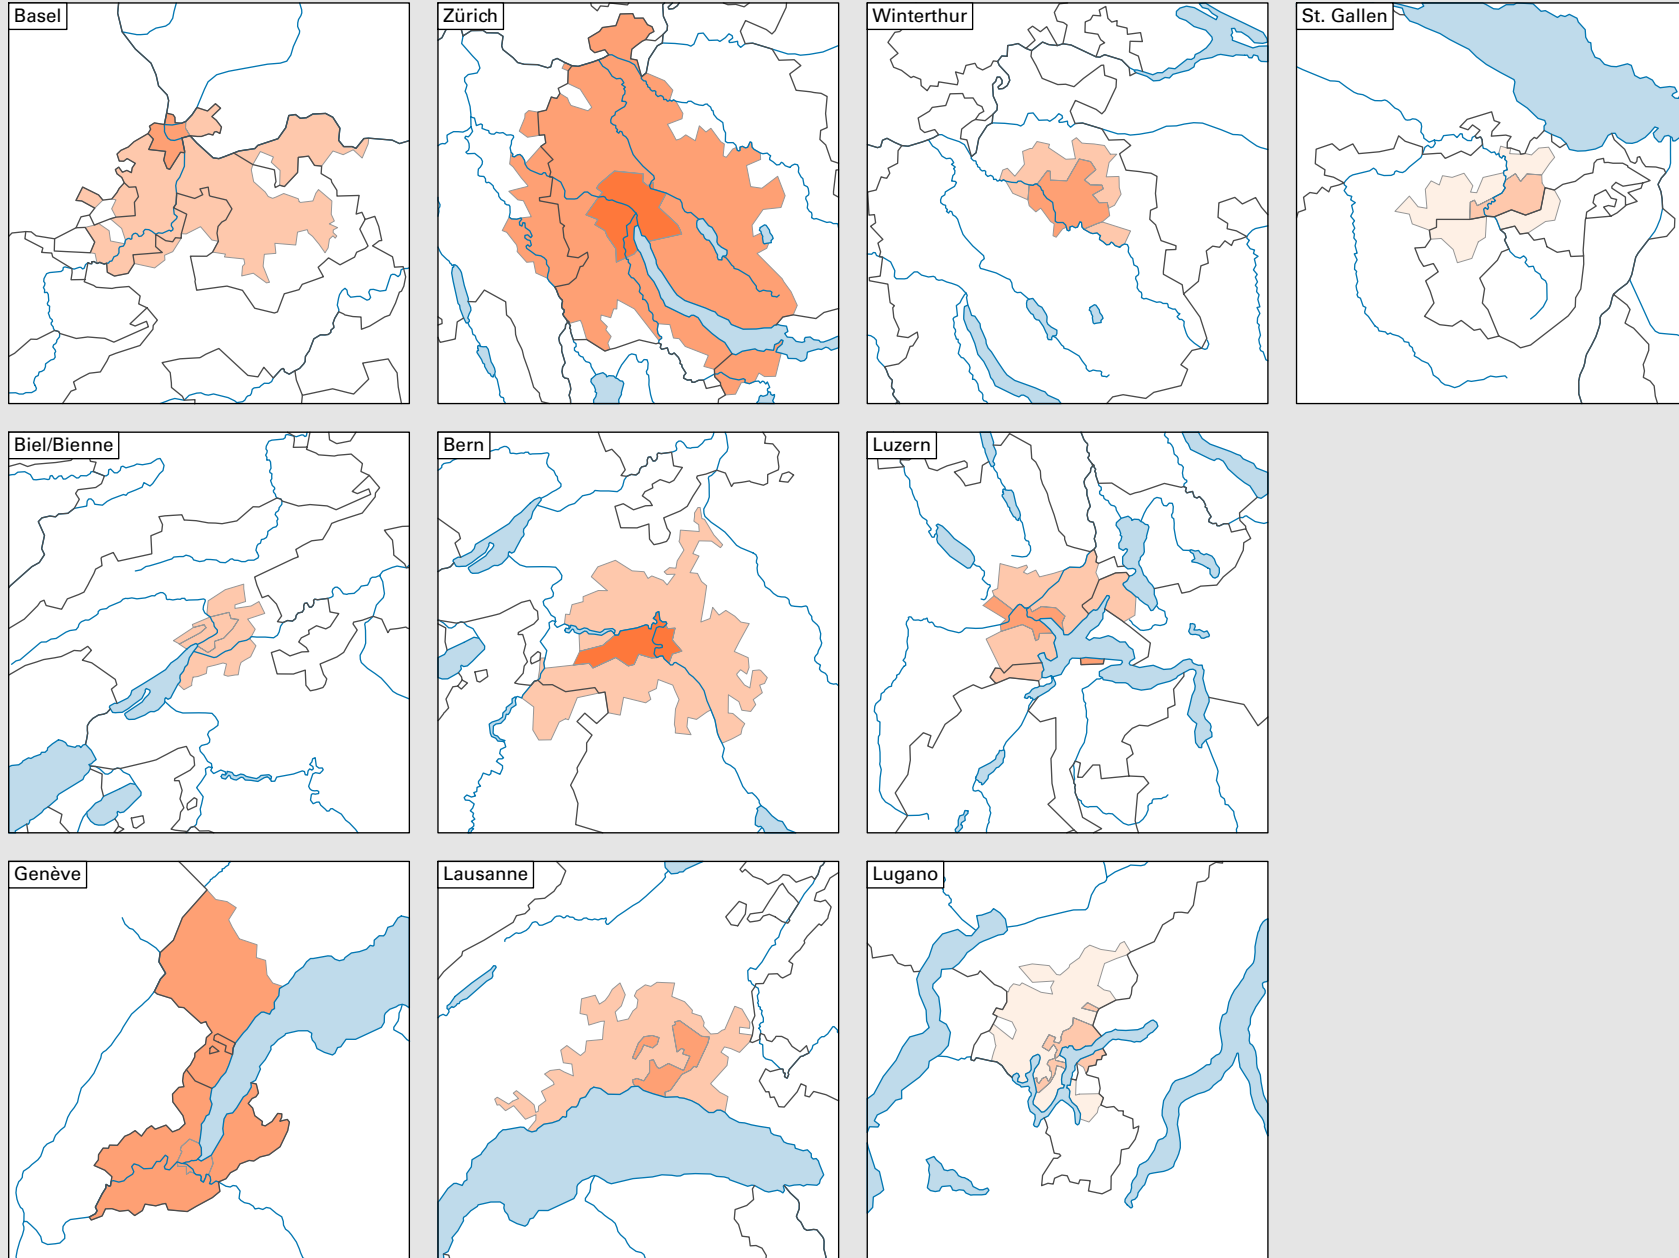 Basel
Zürich
Winterthur
St. Gallen
Biel/Bienne
Bern
Luzern
Genève
Lausanne
Lugano